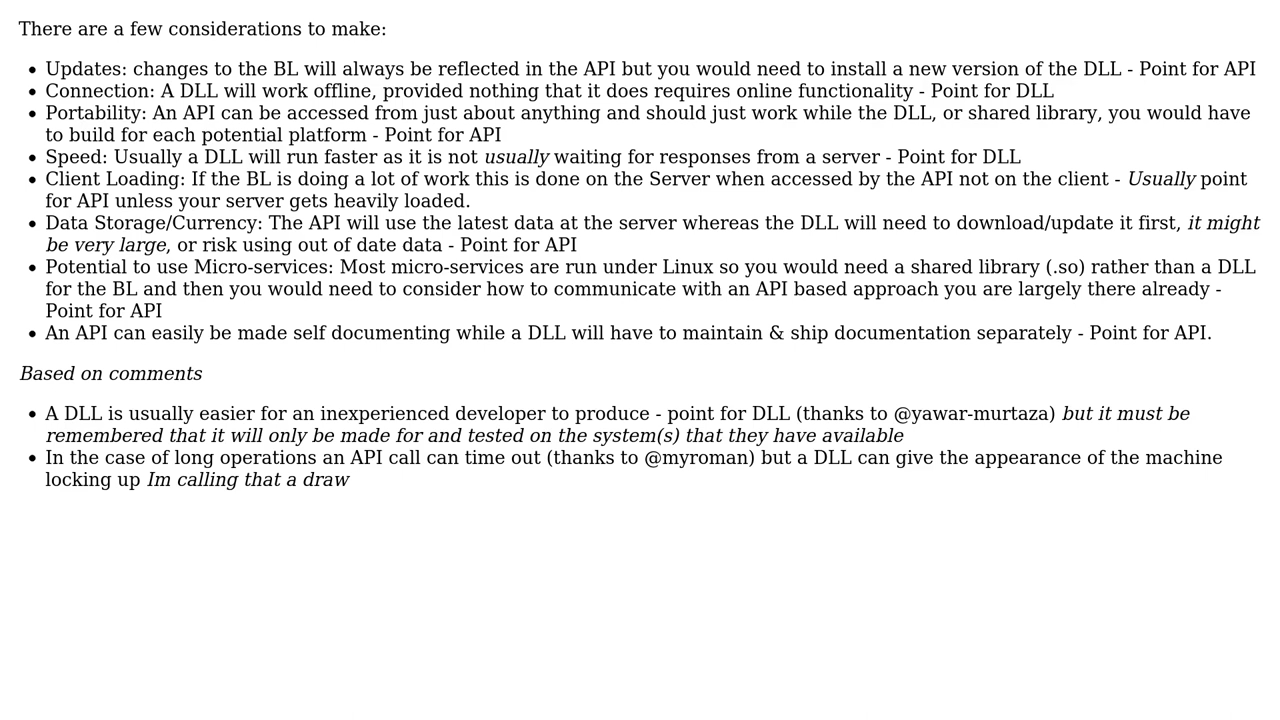 There are a few considerations to make:
• Updates: changes to the BL will always be reflected in the API but you would need to install a new version of the DLL - Point for API
• Connection: A DLL will work offline, provided nothing that it does requires online functionality - Point for DLL
• Portability: An API can be accessed from just about anything and should just work while the DLL, or shared library, you would have
to build for each potential platform - Point for API
• Speed: Usually a DLL will run faster as it is not usually waiting for responses from a server - Point for DLL
• Client Loading: If the BL is doing a lot of work this is done on the Server when accessed by the API not on the client - Usually point
for API unless your server gets heavily loaded.
• Data Storage/Currency: The API will use the latest data at the server whereas the DLL will need to download/update it first, it might
be very large, or risk using out of date data - Point for API
• Potential to use Micro-services: Most micro-services are run under Linux so you would need a shared library (.so) rather than a DLL
for the BL and then you would need to consider how to communicate with an API based approach you are largely there already -
Point for API
• An API can easily be made self documenting while a DLL will have to maintain & ship documentation separately - Point for API.
Based on comments
• A DLL is usually easier for an inexperienced developer to produce - point for DLL (thanks to @yawar-murtaza) but it must be
remembered that it will only be made for and tested on the system(s) that they have available
• In the case of long operations an API call can time out (thanks to @myroman) but a DLL can give the appearance of the machine
locking up Im calling that a draw